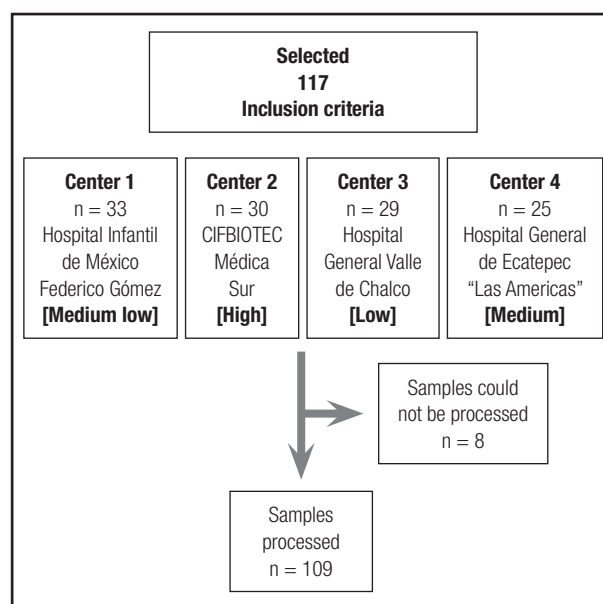 Selected
117
Inclusion criteria
Center 1
n = 33
Hospital Infantil
de México
Federico Gómez
[Medium low]
Center 2
n = 30
CIFBIOTEC
Médica
Sur
[High]
Center 3
n = 29
Hospital
General Valle
de Chalco
[Low]
Center 4
n = 25
Hospital General
de Ecatepec
“Las Americas”
[Medium]
Samples could
not be processed
n = 8
Samples
processed
n = 109